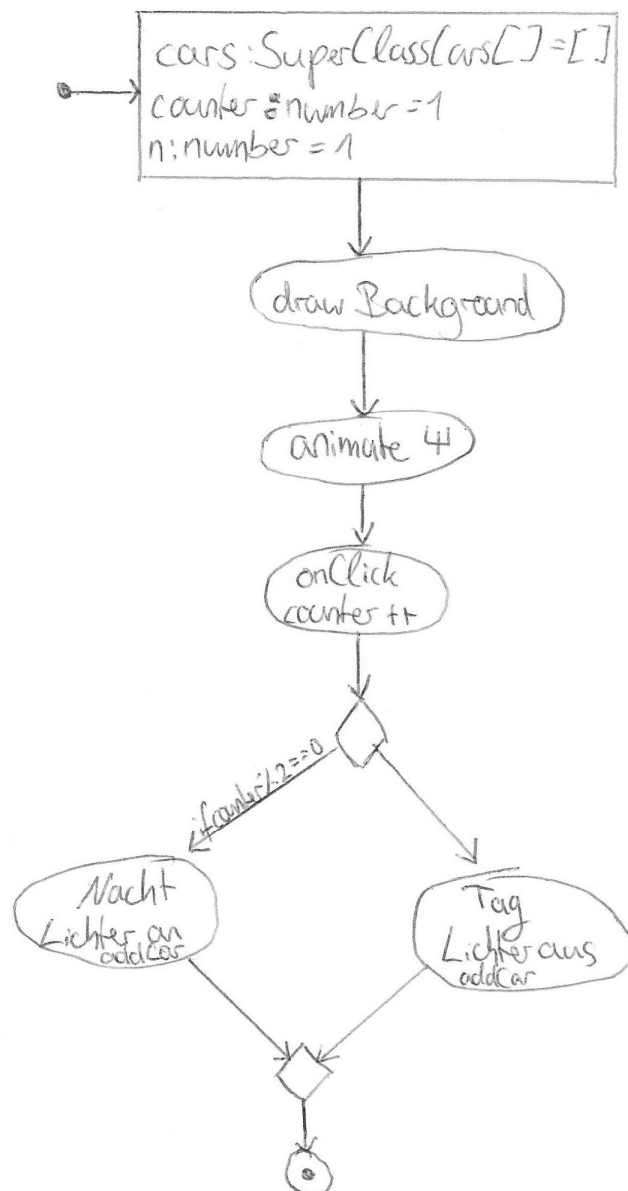 cars:SuperClassCars[]=[]
counter:number=1
n:number=1
draw Background
animate
onClick
counter++
if counter%2==0
Nacht
Lichter an
addCar
Tag
Lichter aus
addCar